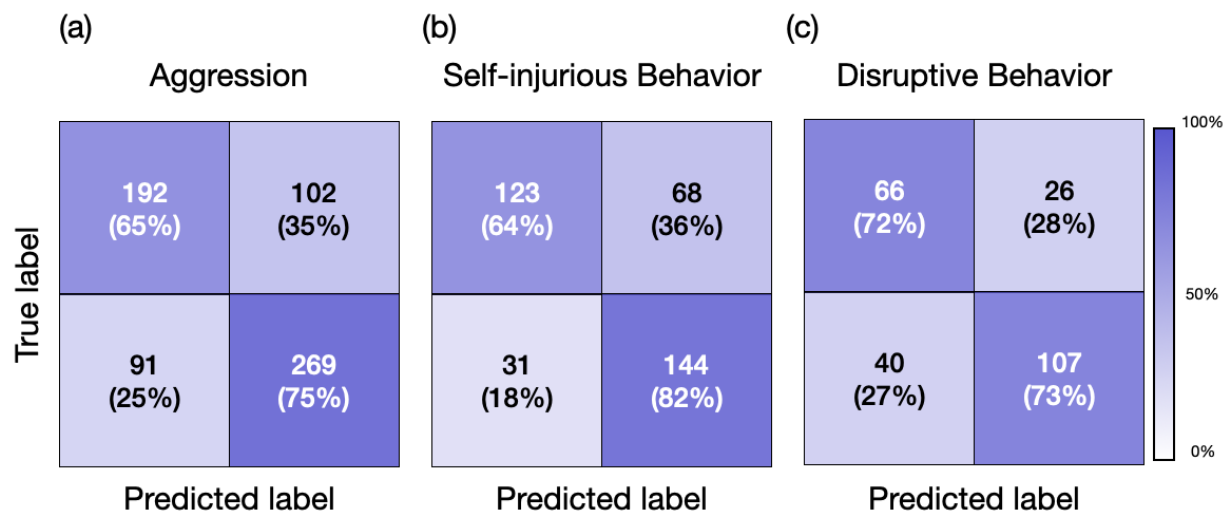 (a)
Aggression
(b)
Self-injurious Behavior
(c)
Disruptive Behavior
True label
192
(65%)
102
(35%)
91
(25%)
269
(75%)
Predicted label
123
(64%)
68
(36%)
31
(18%)
144
(82%)
Predicted label
66
(72%)
26
(28%)
40
(27%)
107
(73%)
Predicted label
100%
50%
0%